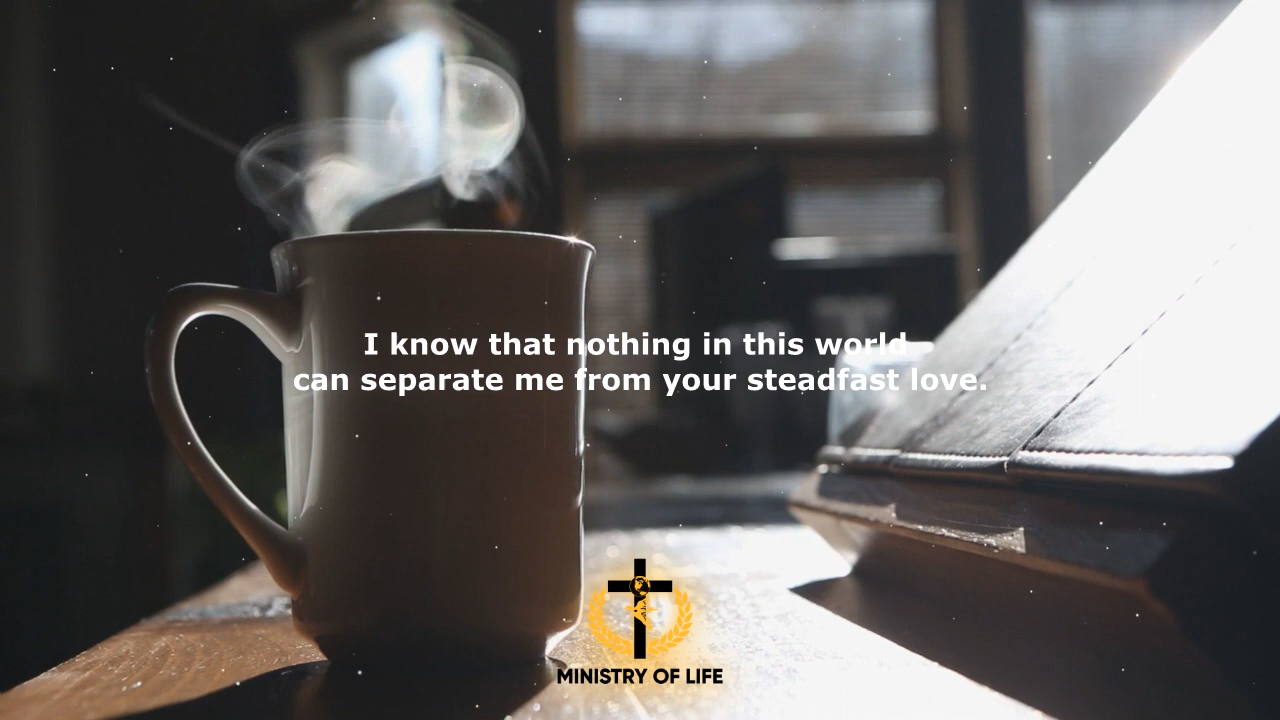 I know that nothing in this world
can separate me from your steadfast love.
MINISTRY OF LIFE